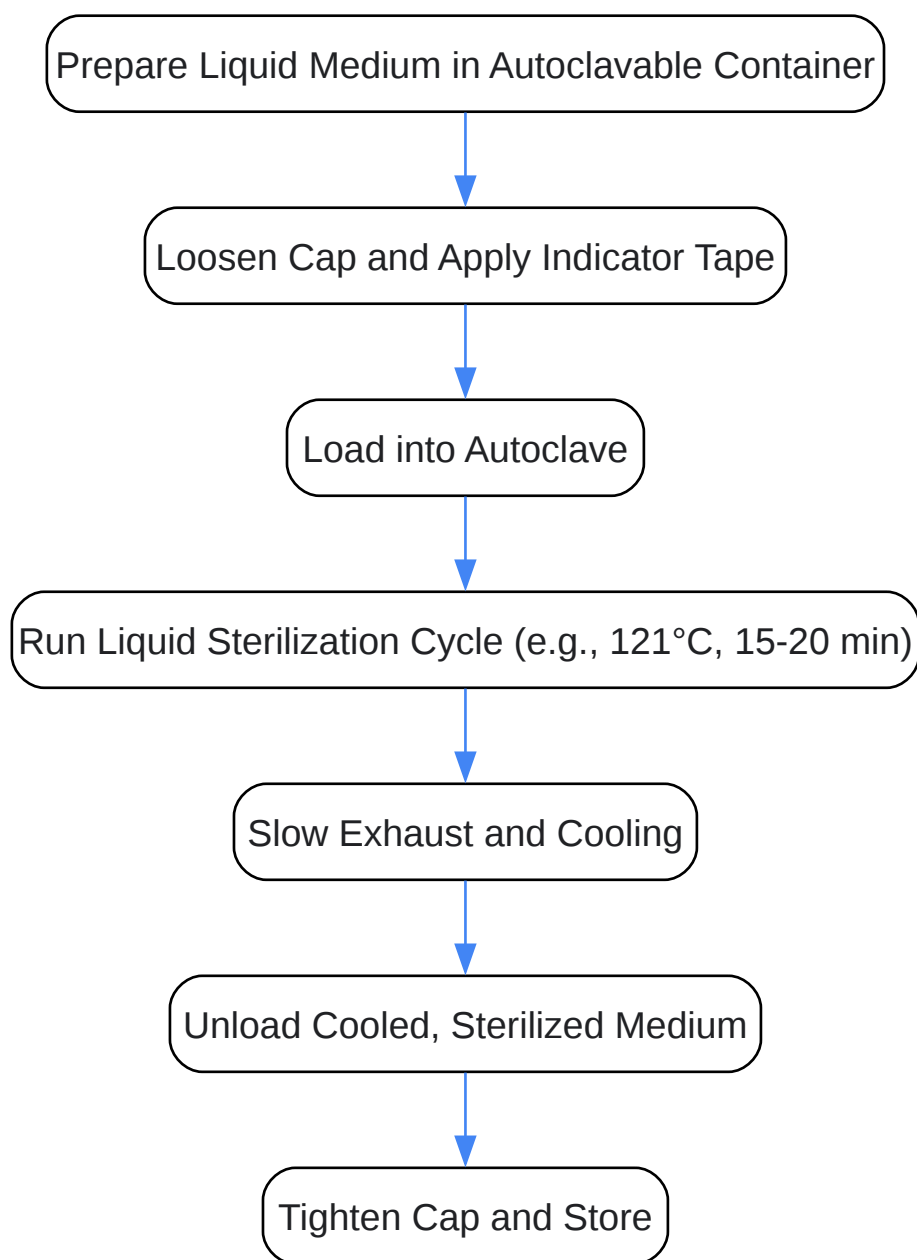 Prepare Liquid Medium in Autoclavable Container
Loosen Cap and Apply Indicator Tape
Load into Autoclave
Run Liquid Sterilization Cycle (e.g., 121°C, 15-20 min)
Slow Exhaust and Cooling
Unload Cooled, Sterilized Medium
Tighten Cap and Store